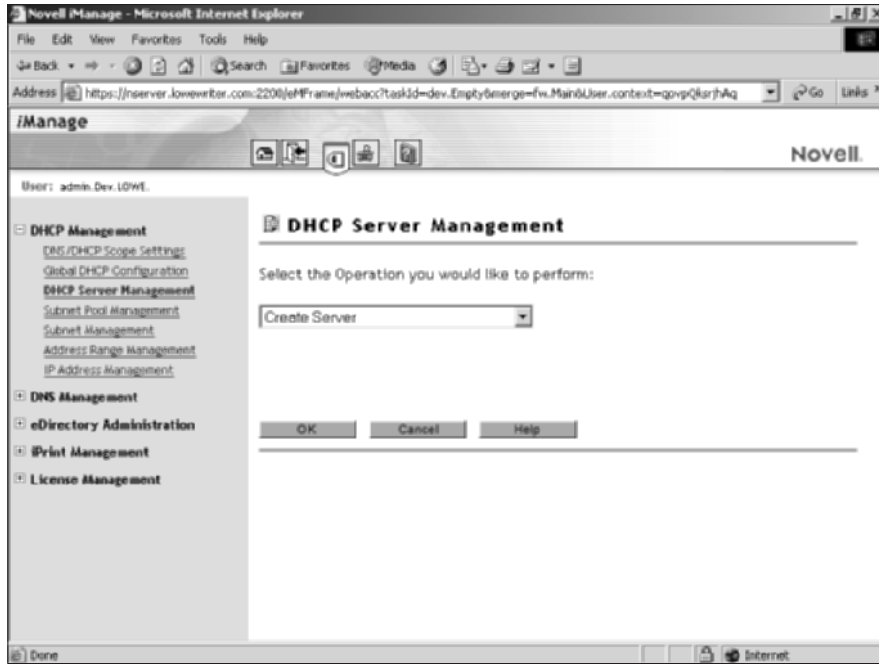 Novell iManage - Microsoft Internet Explorer
File Edit View Favorites Tools Help
Back Search Favorites Media
Address https://nserver.lowewriter.com:2200/eMFrame/webacc?taskId=dev.Empty&merge=fw.Main&User.context= Go Links
iManage
Novell.
User: admin.Dev.LOWE.
DHCP Management
DNS/DHCP Scope Settings
Global DHCP Configuration
DHCP Server Management
Subnet Pool Management
Subnet Management
Address Range Management
IP Address Management
DNS Management
eDirectory Administration
iPrint Management
License Management
DHCP Server Management
Select the Operation you would like to perform:
Create Server
OK Cancel Help
Done Internet